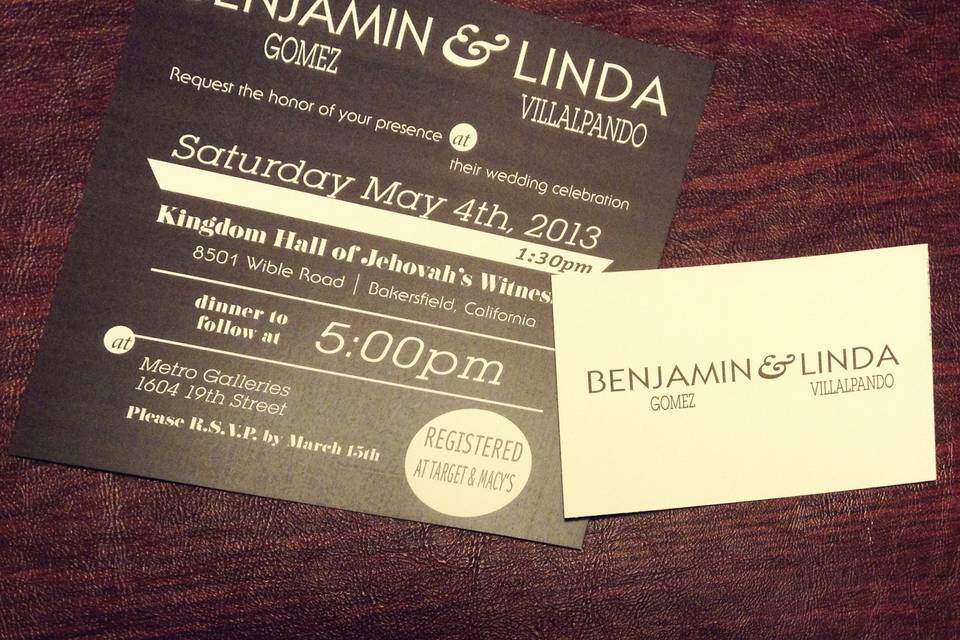 BENJAMIN & LINDA
GOMEZ VILLALPANDO
Request the honor of your presence at
their wedding celebration
Saturday May 4th, 2013
1:30pm
Kingdom Hall of Jehovah's Witness
8501 Wible Road | Bakersfield, California
dinner to
follow at
5:00pm
at
Metro Galleries
1604 19th Street
Please R.S.V.P. by March 15th
REGISTERED
AT TARGET & MACY'S
BENJAMIN & LINDA
GOMEZ VILLALPANDO